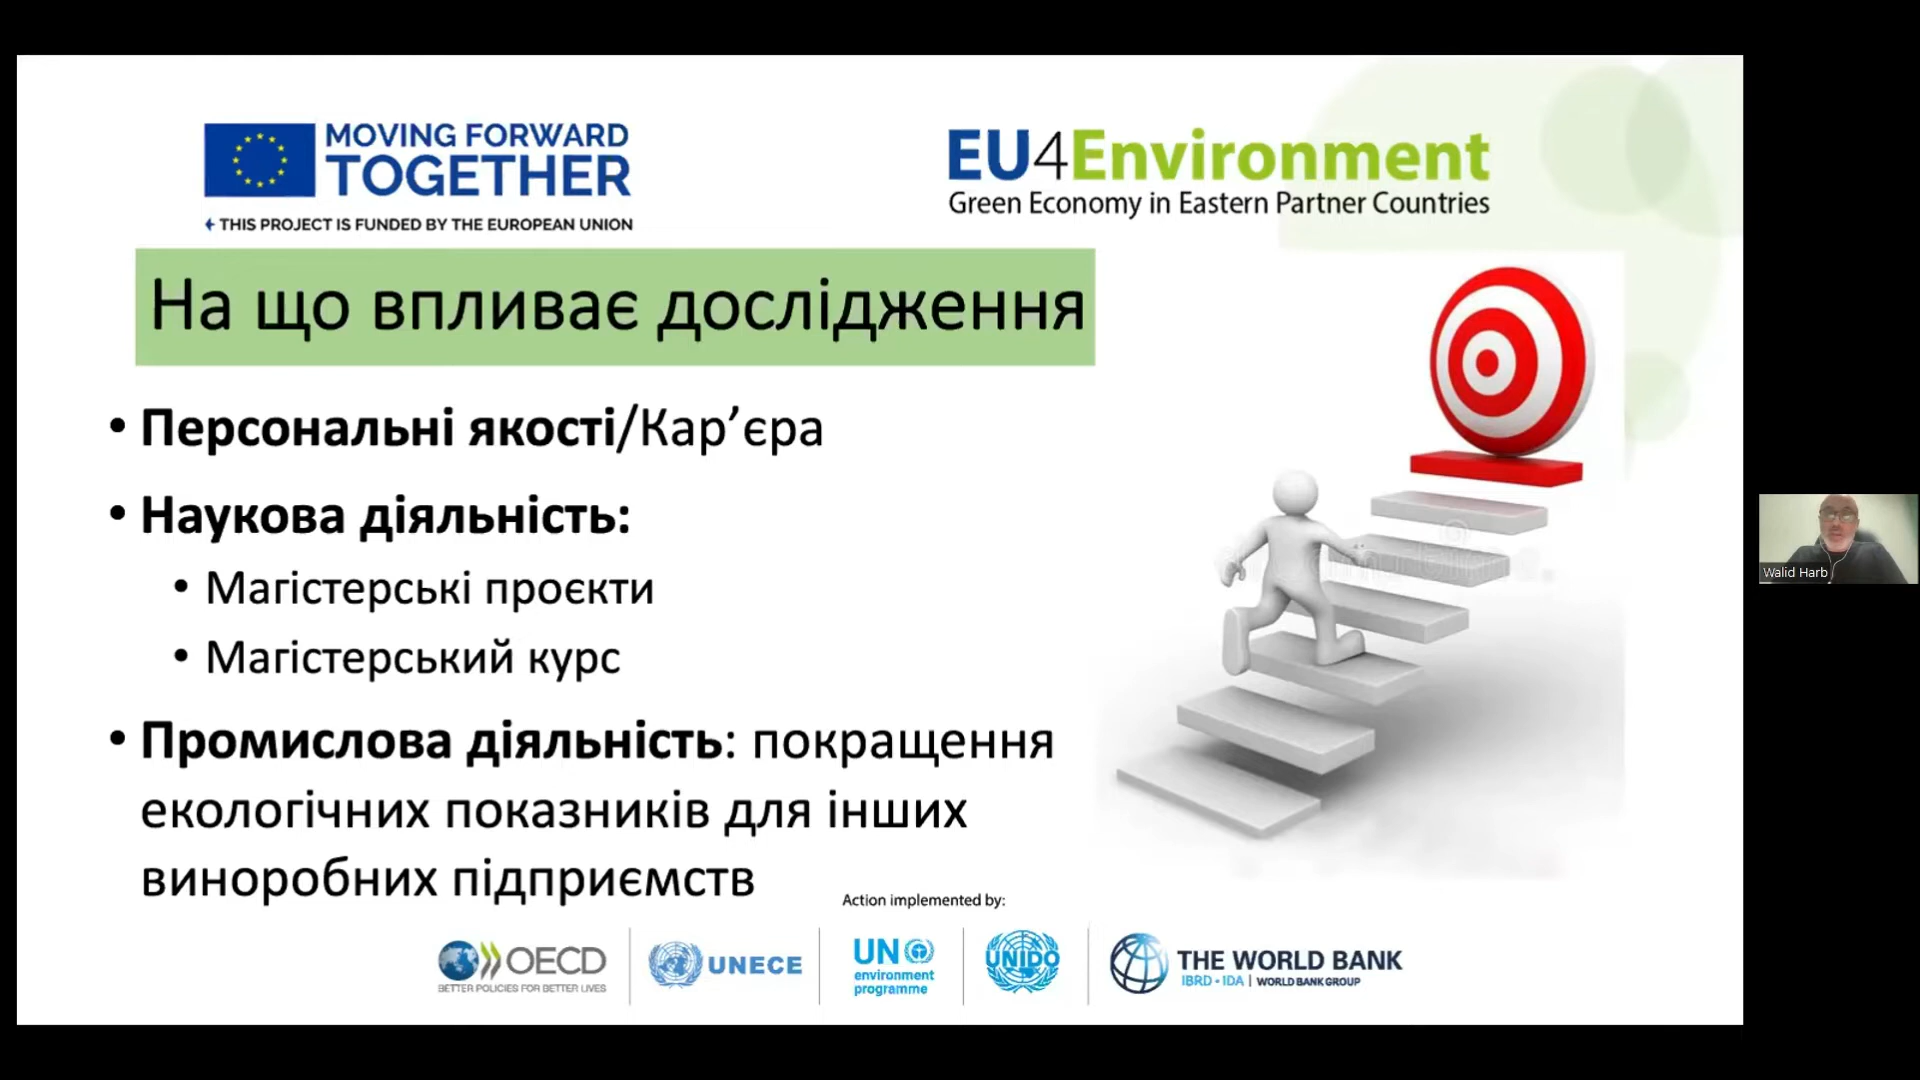 MOVING FORWARD
TOGETHER
THIS PROJECT IS FUNDED BY THE EUROPEAN UNION
EU4Environment
Green Economy in Eastern Partner Countries
На що впливає дослідження
• Персональні якості/Кар’єра
• Наукова діяльність:
• Магістерські проєкти
• Магістерський курс
• Промислова діяльність: покращення
екологічних показників для інших
виноробних підприємств
Action implemented by:
OECD
BETTER POLICIES FOR BETTER LIVES
UNECE
UN
environment
programme
UNIDO
THE WORLD BANK
IBRD • IDA | WORLD BANK GROUP
Walid Harb